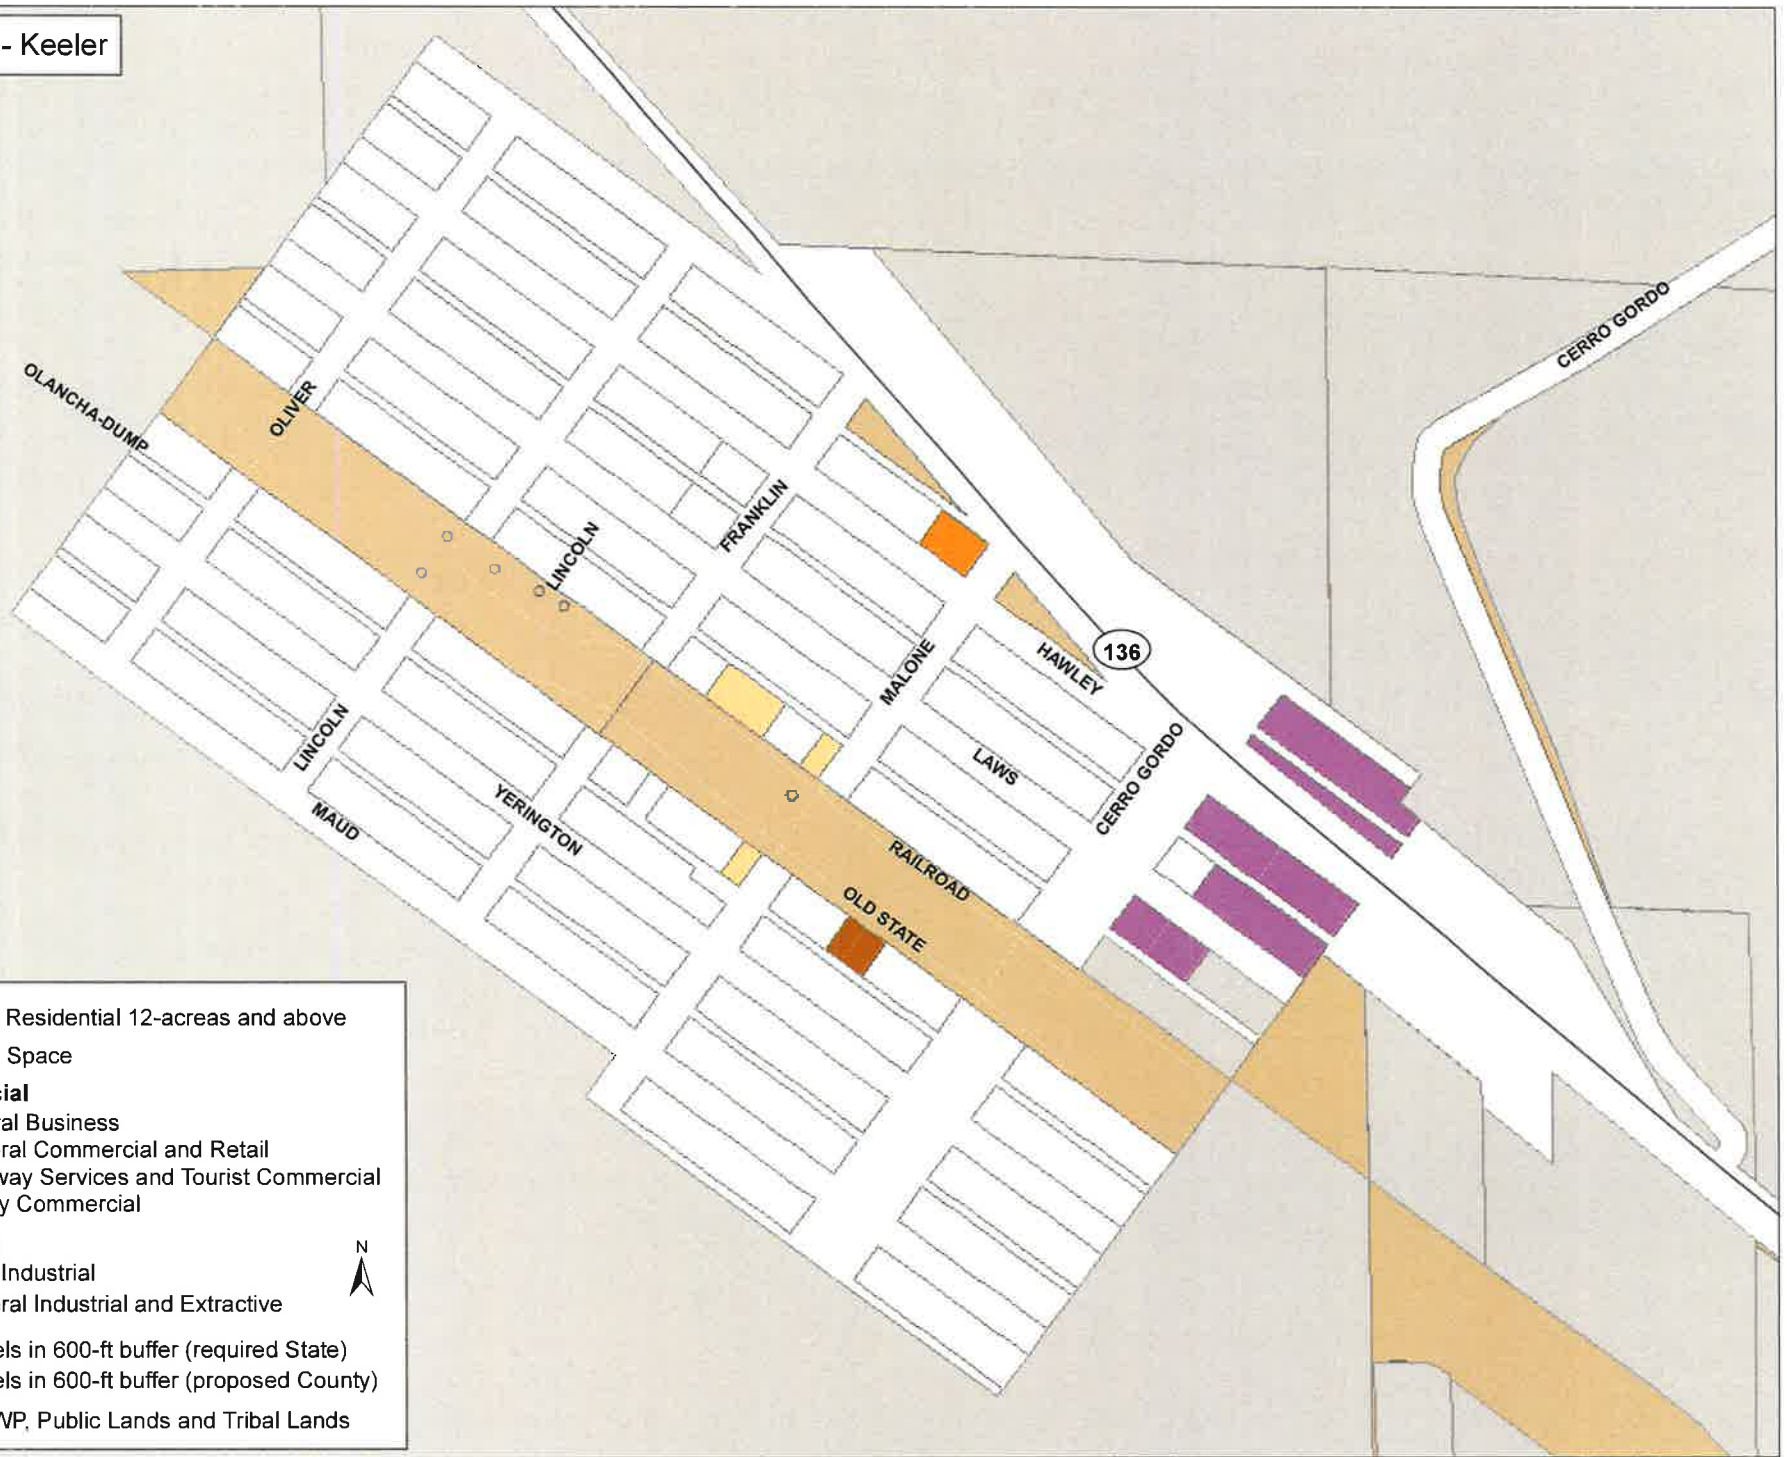 - Keeler
CERRO GORDO
OLANCHA-DUMP
OLIVER
LINCOLN
FRANKLIN
MALONE
HAWLEY
136
LINCOLN
MAUD
YERINGTON
LAWS
CERRO GORDO
RAILROAD
OLD STATE
Residential 12-acreas and above
Space
cial
al Business
ral Commercial and Retail
way Services and Tourist Commercial
y Commercial
Industrial
ral Industrial and Extractive
N
els in 600-ft buffer (required State)
els in 600-ft buffer (proposed County)
WP, Public Lands and Tribal Lands